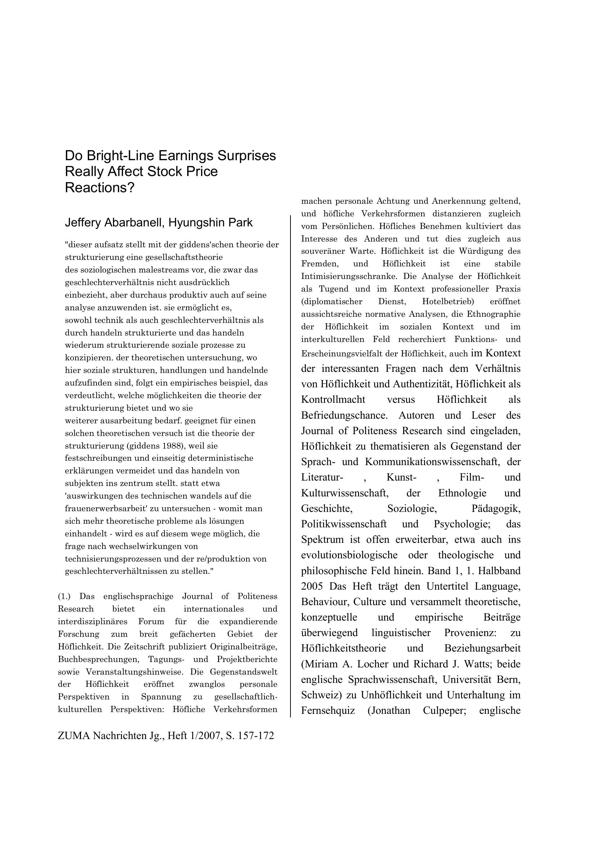 Do Bright-Line Earnings Surprises
Really Affect Stock Price
Reactions?
Jeffery Abarbanell, Hyungshin Park
"dieser aufsatz stellt mit der giddens'schen theorie der
strukturierung eine gesellschaftstheorie
des soziologischen malestreams vor, die zwar das
geschlechterverhältnis nicht ausdrücklich
einbezieht, aber durchaus produktiv auch auf seine
analyse anzuwenden ist. sie ermöglicht es,
sowohl technik als auch geschlechterverhältnis als
durch handeln strukturierte und das handeln
wiederum strukturierende soziale prozesse zu
konzipieren. der theoretischen untersuchung, wo
hier soziale strukturen, handlungen und handelnde
aufzufinden sind, folgt ein empirisches beispiel, das
verdeutlicht, welche möglichkeiten die theorie der
strukturierung bietet und wo sie
weiterer ausarbeitung bedarf. geeignet für einen
solchen theoretischen versuch ist die theorie der
strukturierung (giddens 1988), weil sie
festschreibungen und einseitig deterministische
erklärungen vermeidet und das handeln von
subjekten ins zentrum stellt. statt etwa
'auswirkungen des technischen wandels auf die
frauenerwerbsarbeit' zu untersuchen - womit man
sich mehr theoretische probleme als lösungen
einhandelt - wird es auf diesem wege möglich, die
frage nach wechselwirkungen von
technisierungsprozessen und der re/produktion von
geschlechterverhältnissen zu stellen."
(1.) Das englischsprachige Journal of Politeness
Research bietet ein internationales und
interdisziplinäres Forum für die expandierende
Forschung zum breit gefächerten Gebiet der
Höflichkeit. Die Zeitschrift publiziert Originalbeiträge,
Buchbesprechungen, Tagungs- und Projektberichte
sowie Veranstaltungshinweise. Die Gegenstandswelt
der Höflichkeit eröffnet zwanglos personale
Perspektiven in Spannung zu gesellschaftlich-
kulturellen Perspektiven: Höfliche Verkehrsformen
machen personale Achtung und Anerkennung geltend,
und höfliche Verkehrsformen distanzieren zugleich
vom Persönlichen. Höfliches Benehmen kultiviert das
Interesse des Anderen und tut dies zugleich aus
souveräner Warte. Höflichkeit ist die Würdigung des
Fremden, und Höflichkeit ist eine stabile
Intimisierungsschranke. Die Analyse der Höflichkeit
als Tugend und im Kontext professioneller Praxis
(diplomatischer Dienst, Hotelbetrieb) eröffnet
aussichtsreiche normative Analysen, die Ethnographie
der Höflichkeit im sozialen Kontext und im
interkulturellen Feld recherchiert Funktions- und
Erscheinungsvielfalt der Höflichkeit, auch im Kontext
der interessanten Fragen nach dem Verhältnis
von Höflichkeit und Authentizität, Höflichkeit als
Kontrollmacht versus Höflichkeit als
Befriedungschance. Autoren und Leser des
Journal of Politeness Research sind eingeladen,
Höflichkeit zu thematisieren als Gegenstand der
Sprach- und Kommunikationswissenschaft, der
Literatur- , Kunst- , Film- und
Kulturwissenschaft, der Ethnologie und
Geschichte, Soziologie, Pädagogik,
Politikwissenschaft und Psychologie; das
Spektrum ist offen erweiterbar, etwa auch ins
evolutionsbiologische oder theologische und
philosophische Feld hinein. Band 1, 1. Halbband
2005 Das Heft trägt den Untertitel Language,
Behaviour, Culture und versammelt theoretische,
konzeptuelle und empirische Beiträge
überwiegend linguistischer Provenienz: zu
Höflichkeitstheorie und Beziehungsarbeit
(Miriam A. Locher und Richard J. Watts; beide
englische Sprachwissenschaft, Universität Bern,
Schweiz) zu Unhöflichkeit und Unterhaltung im
Fernsehquiz (Jonathan Culpeper; englische
ZUMA Nachrichten Jg., Heft 1/2007, S. 157-172